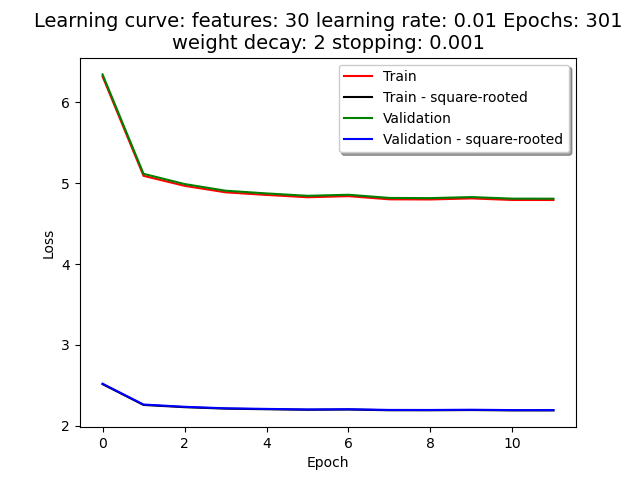 Learning curve: features: 30 learning rate: 0.01 Epochs: 301
weight decay: 2 stopping: 0.001
Train
Train - square-rooted
Validation
Validation - square-rooted
6
5
4
3
2
Loss
0
2
4
6
8
10
Epoch